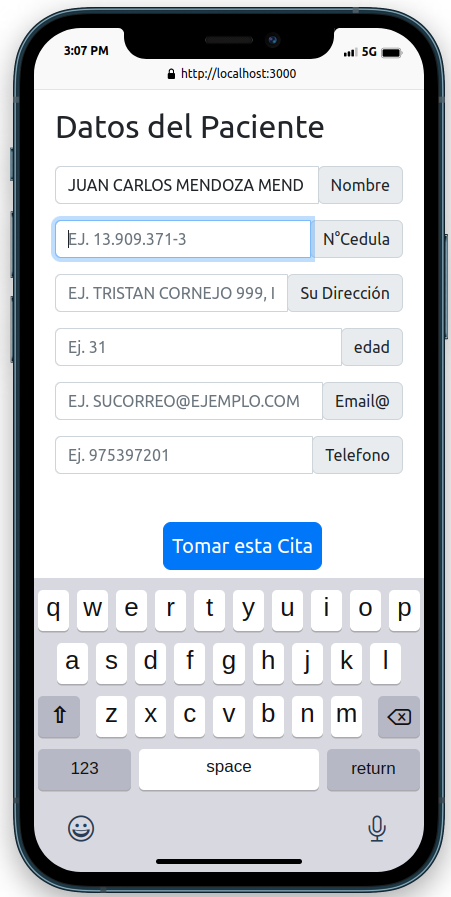 3:07 PM 5G
http://localhost:3000
Datos del Paciente
JUAN CARLOS MENDOZA MEND Nombre
EJ. 13.909.371-3 N°Cedula
EJ. TRISTAN CORNEJO 999, I Su Dirección
Ej. 31 edad
EJ. SUCORREO@EJEMPLO.COM Email@
Ej. 975397201 Telefono
Tomar esta Cita
q w e r t y u i o p
a s d f g h j k l
z x c v b n m
123 space return